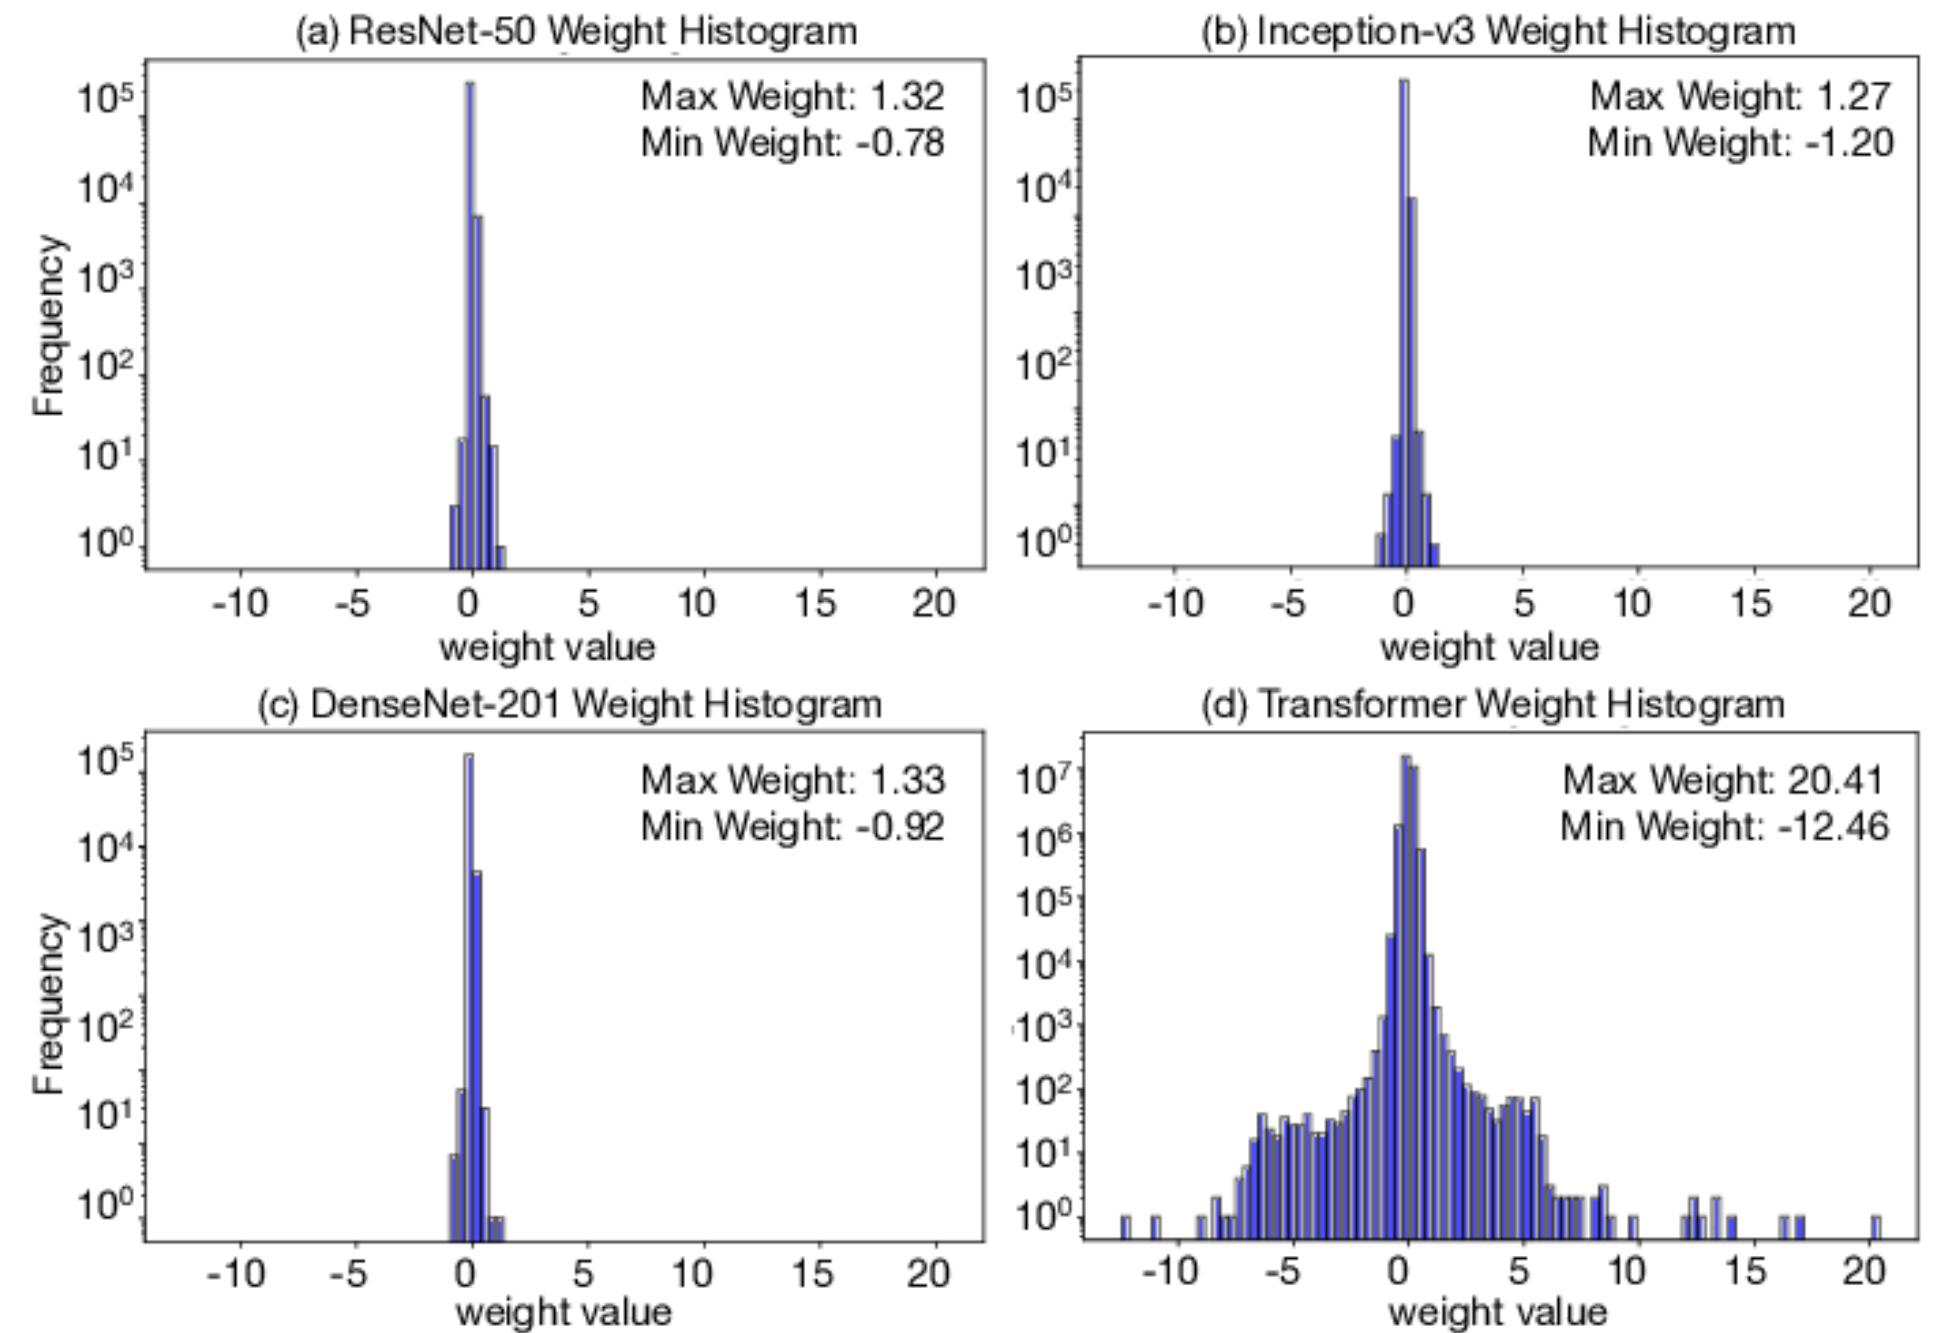 (a) ResNet-50 Weight Histogram
Max Weight: 1.32
Min Weight: -0.78
Frequency
10⁵
10⁴
10³
10²
10¹
10⁰
-10 -5 0 5 10 15 20
weight value
(b) Inception-v3 Weight Histogram
Max Weight: 1.27
Min Weight: -1.20
10⁵
10⁴
10³
10²
10¹
10⁰
-10 -5 0 5 10 15 20
weight value
(c) DenseNet-201 Weight Histogram
Max Weight: 1.33
Min Weight: -0.92
Frequency
10⁵
10⁴
10³
10²
10¹
10⁰
-10 -5 0 5 10 15 20
weight value
(d) Transformer Weight Histogram
Max Weight: 20.41
Min Weight: -12.46
10⁷
10⁶
10⁵
10⁴
10³
10²
10¹
10⁰
-10 -5 0 5 10 15 20
weight value